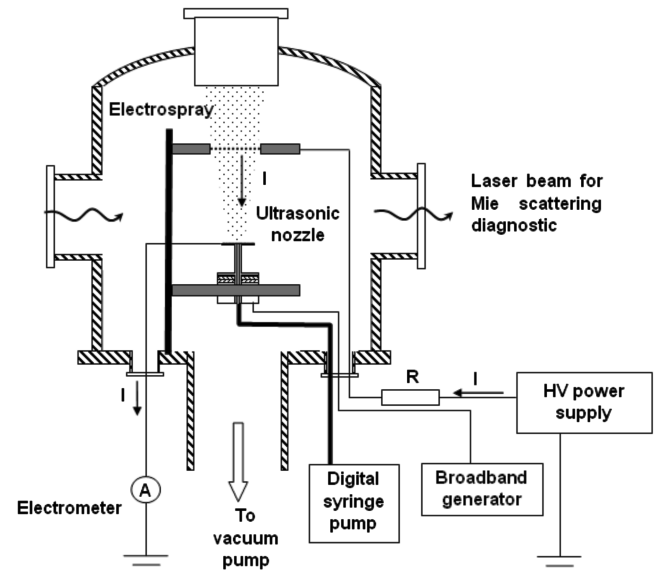 Electrospray
I
Ultrasonic
nozzle
Laser beam for
Mie scattering
diagnostic
R
I
HV power
supply
I
A
Electrometer
To
vacuum
pump
Digital
syringe
pump
Broadband
generator